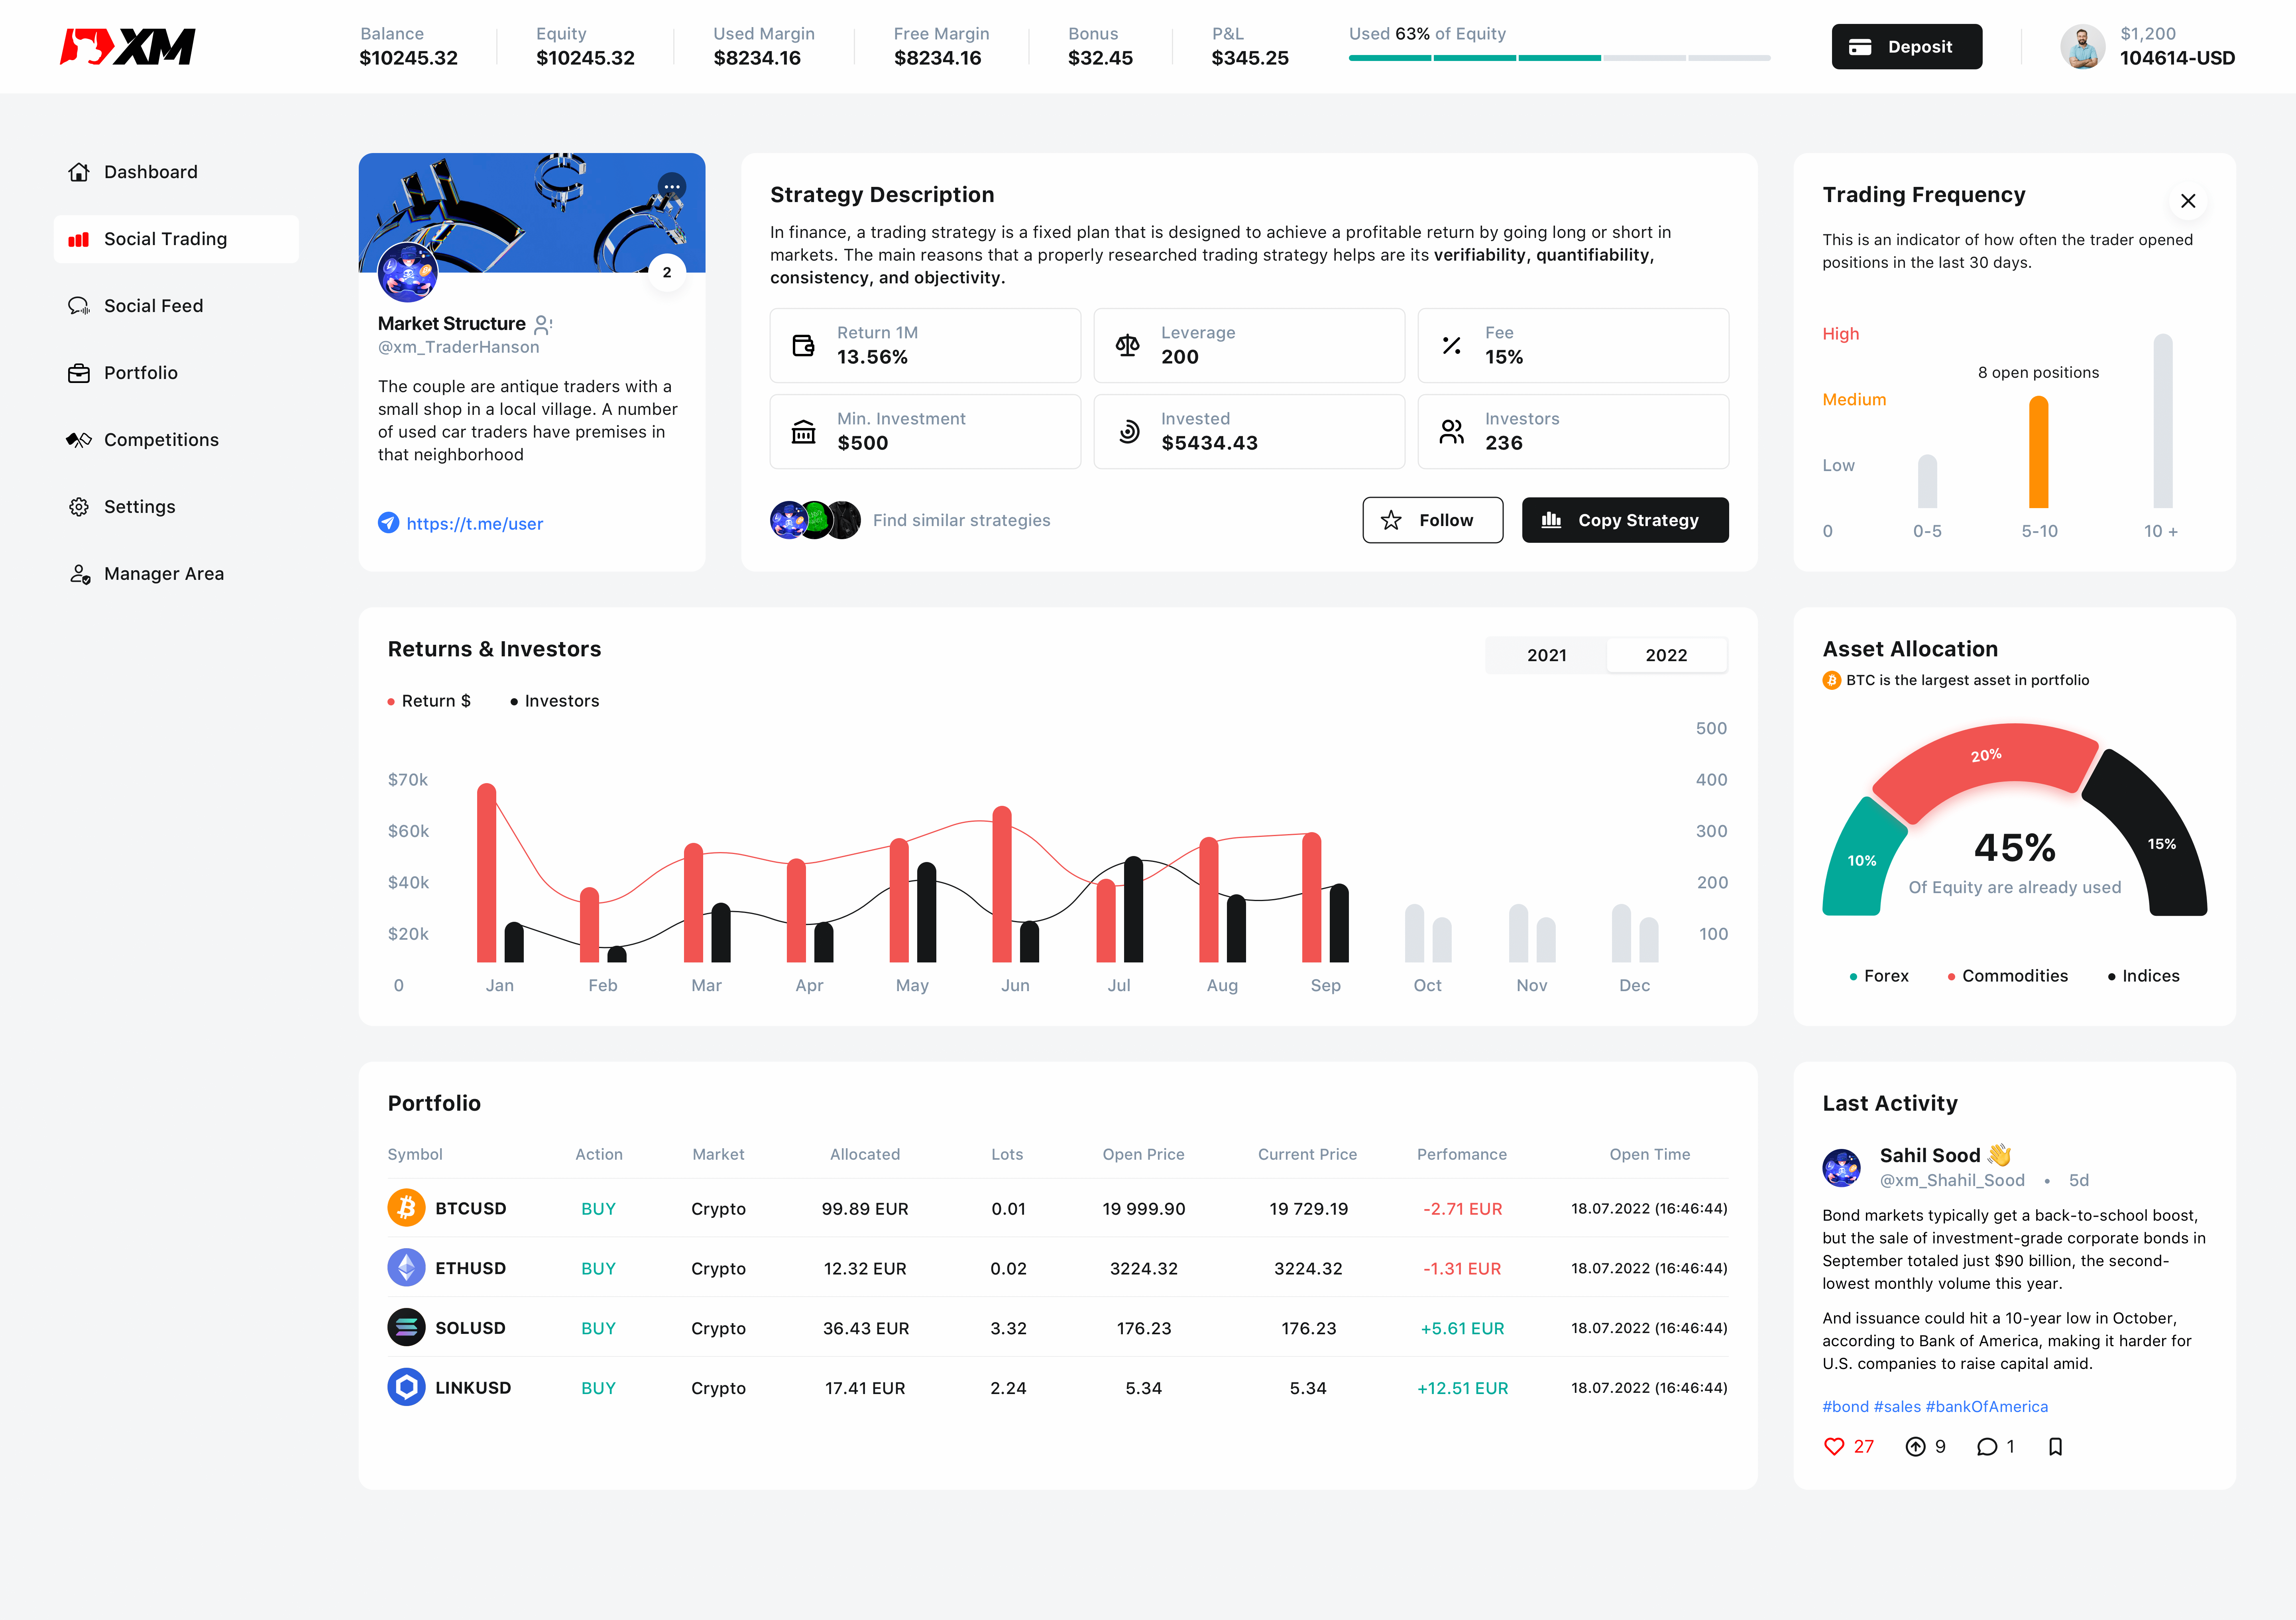 XM
Balance
$10245.32
Equity
$10245.32
Used Margin
$8234.16
Free Margin
$8234.16
Bonus
$32.45
P&L
$345.25
Used 63% of Equity
Deposit
$1,200
104614-USD
Dashboard
Social Trading
Social Feed
Portfolio
Competitions
Settings
Manager Area
2
Market Structure
@xm_TraderHanson
The couple are antique traders with a
small shop in a local village. A number
of used car traders have premises in
that neighborhood
https://t.me/user
Strategy Description
In finance, a trading strategy is a fixed plan that is designed to achieve a profitable return by going long or short in
markets. The main reasons that a properly researched trading strategy helps are its verifiability, quantifiability,
consistency, and objectivity.
Return 1M
13.56%
Leverage
200
Fee
15%
Min. Investment
$500
Invested
$5434.43
Investors
236
Find similar strategies
Follow
Copy Strategy
Trading Frequency
This is an indicator of how often the trader opened
positions in the last 30 days.
High
Medium
Low
8 open positions
0
0-5
5-10
10 +
Returns & Investors
2021
2022
Return $
Investors
500
$70k
400
$60k
300
$40k
200
$20k
100
0
Jan
Feb
Mar
Apr
May
Jun
Jul
Aug
Sep
Oct
Nov
Dec
Asset Allocation
BTC is the largest asset in portfolio
20%
10%
15%
45%
Of Equity are already used
Forex
Commodities
Indices
Portfolio
Symbol Action Market Allocated Lots Open Price Current Price Perfomance Open Time
BTCUSD BUY Crypto 99.89 EUR 0.01 19 999.90 19 729.19 -2.71 EUR 18.07.2022 (16:46:44)
ETHUSD BUY Crypto 12.32 EUR 0.02 3224.32 3224.32 -1.31 EUR 18.07.2022 (16:46:44)
SOLUSD BUY Crypto 36.43 EUR 3.32 176.23 176.23 +5.61 EUR 18.07.2022 (16:46:44)
LINKUSD BUY Crypto 17.41 EUR 2.24 5.34 5.34 +12.51 EUR 18.07.2022 (16:46:44)
Last Activity
Sahil Sood 👋
@xm_Shahil_Sood • 5d
Bond markets typically get a back-to-school boost,
but the sale of investment-grade corporate bonds in
September totaled just $90 billion, the second-
lowest monthly volume this year.
And issuance could hit a 10-year low in October,
according to Bank of America, making it harder for
U.S. companies to raise capital amid.
#bond #sales #bankOfAmerica
27
9
1